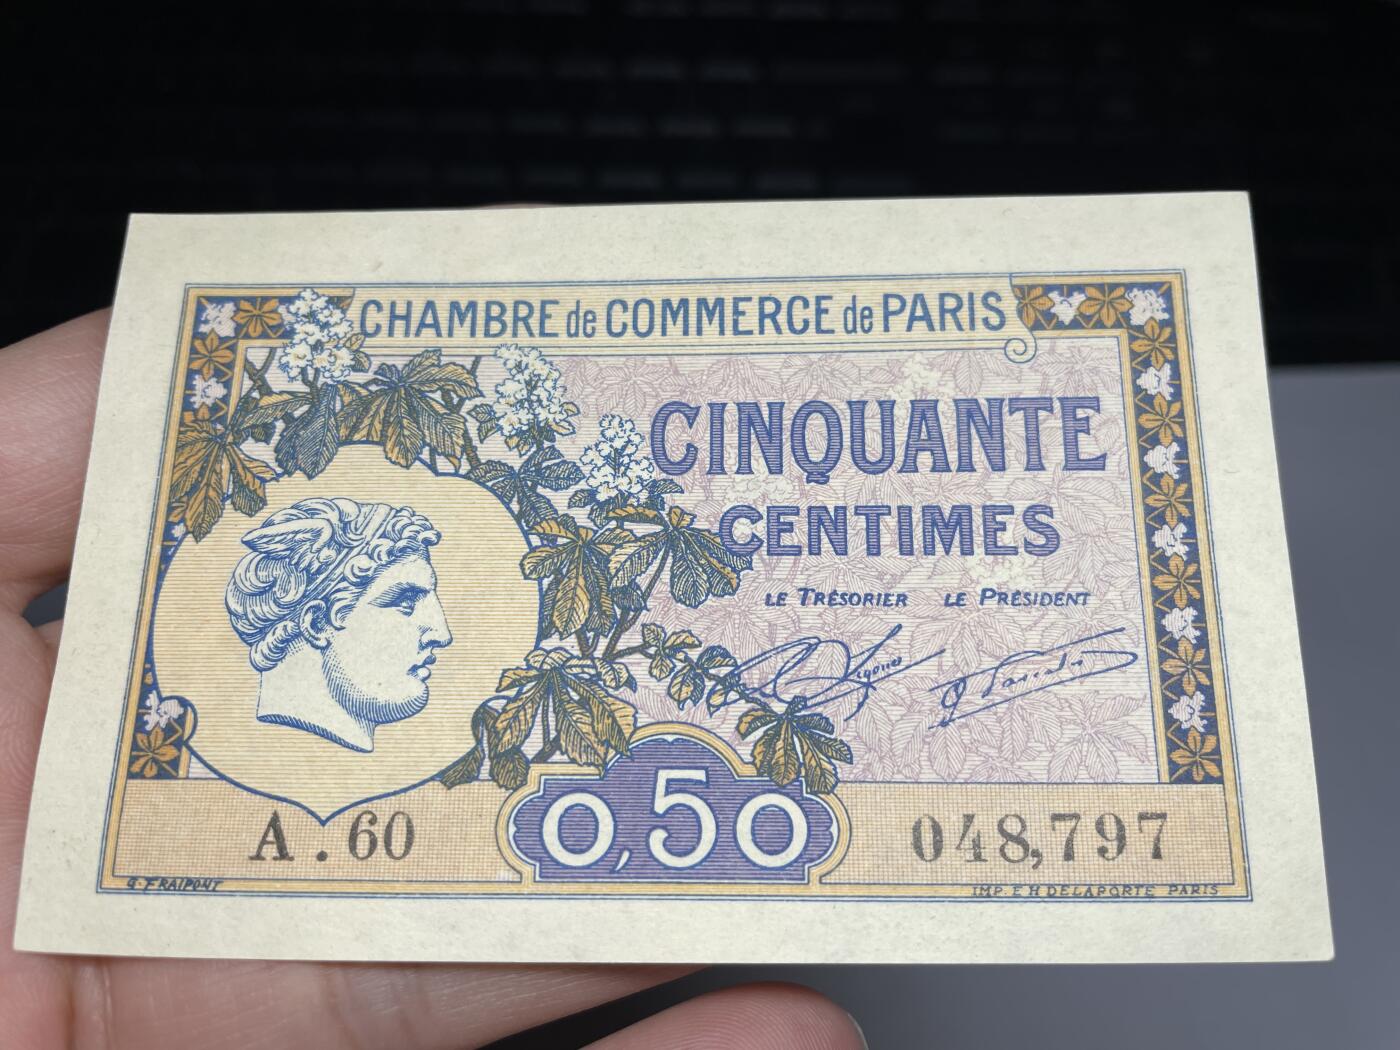 CHAMBRE de COMMERCE de PARIS
CINQUANTE
CENTIMES
LE TRÉSORIER LE PRÉSIDENT
0,50
A.60
048,797
G. FRAIPONT
IMP. E H DELAPORTE PARIS